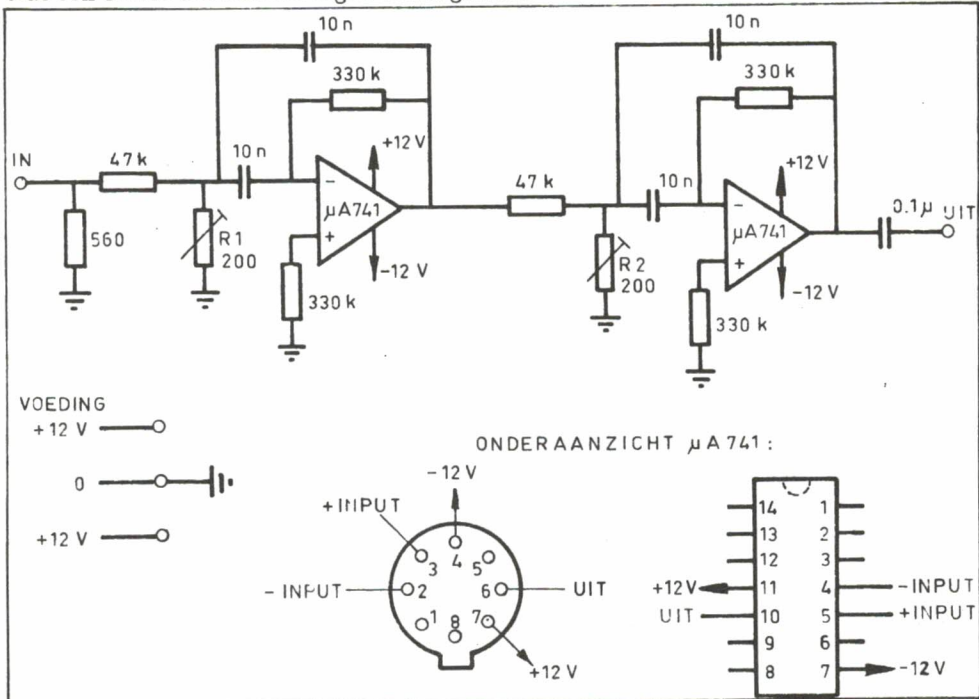 10 n
330 k
IN
47 k
10 n
+12 V
−
µA741
+
560
R1
200
−12 V
330 k
10 n
330 k
47 k
10 n
+12 V
−
µA741
+
R2
200
−12 V
330 k
0.1µ
UIT
VOEDING
+12 V
0
+12 V
ONDERAANZICHT µA741:
−12 V
+INPUT
−INPUT
UIT
+12 V
1
2
3
4
5
6
7
8
14
13
12
11
10
9
8
1
2
3
4
5
6
7
+12V
UIT
−INPUT
+INPUT
−12 V